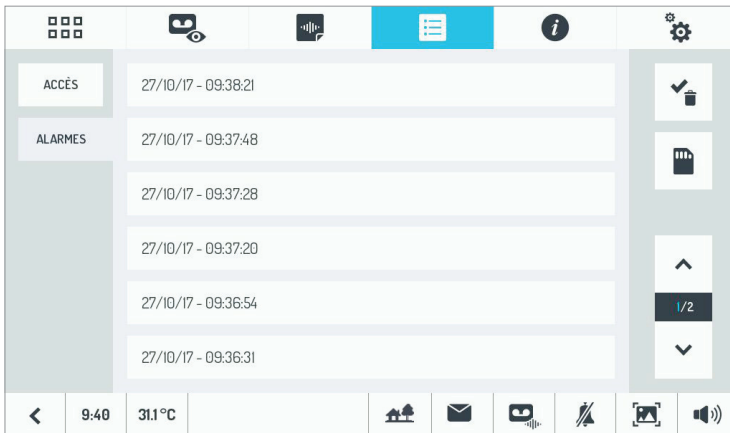 ACCÈS
27/10/17 - 09:38:21
ALARMES
27/10/17 - 09:37:48
27/10/17 - 09:37:28
27/10/17 - 09:37:20
27/10/17 - 09:36:54
1/2
27/10/17 - 09:36:31
9:40
31.1 °C